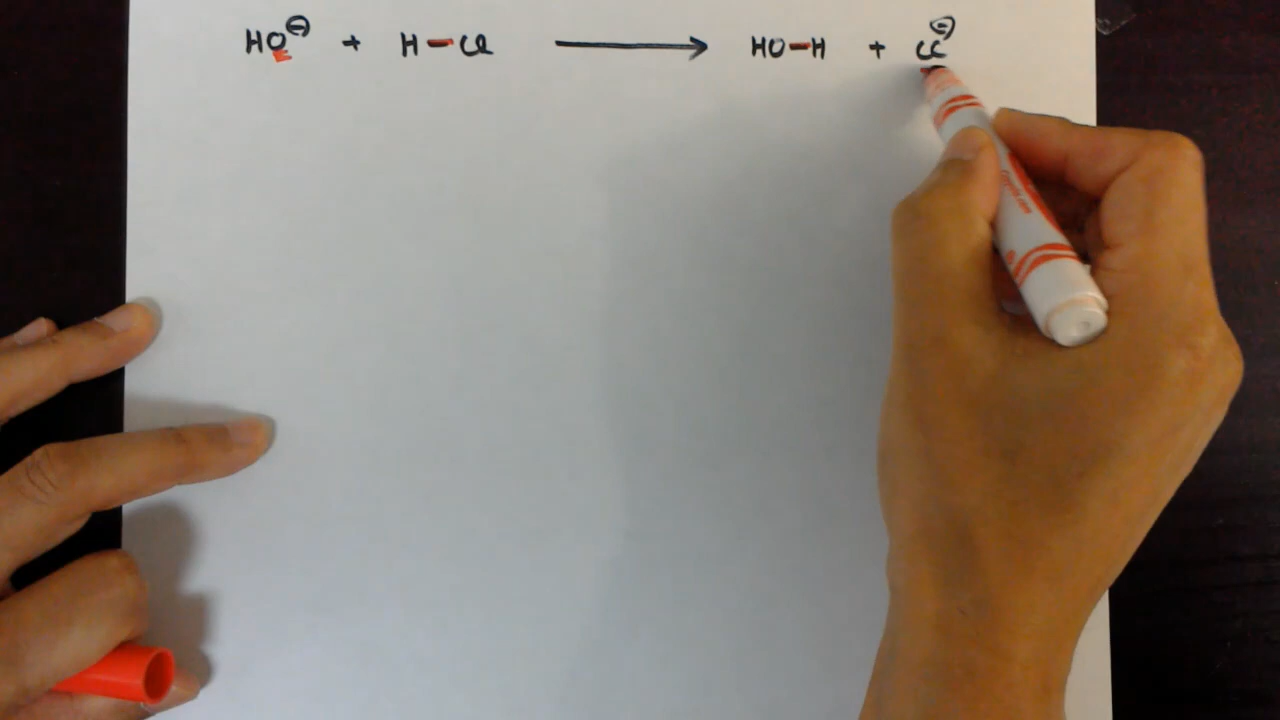 HO⊖ + H–Cl ⟶ HO–H + Cl⊖